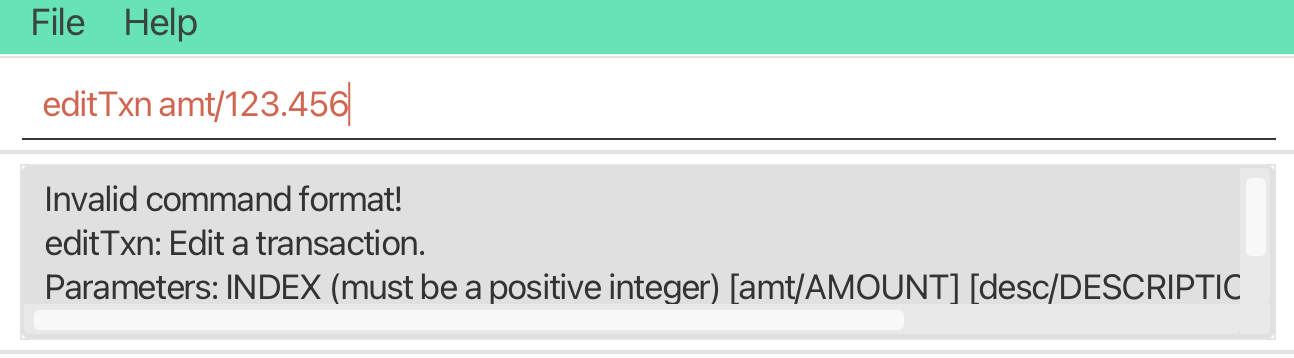 File Help
editTxn amt/123.456
Invalid command format!
editTxn: Edit a transaction.
Parameters: INDEX (must be a positive integer) [amt/AMOUNT] [desc/DESCRIPTIO